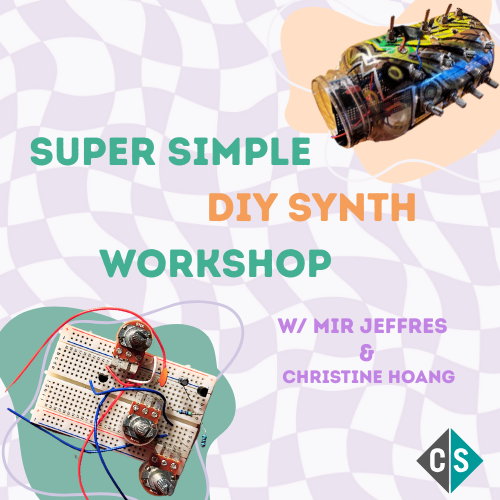 SUPER SIMPLE
DIY SYNTH
WORKSHOP
W/ MIR JEFFRES
&
CHRISTINE HOANG
CS